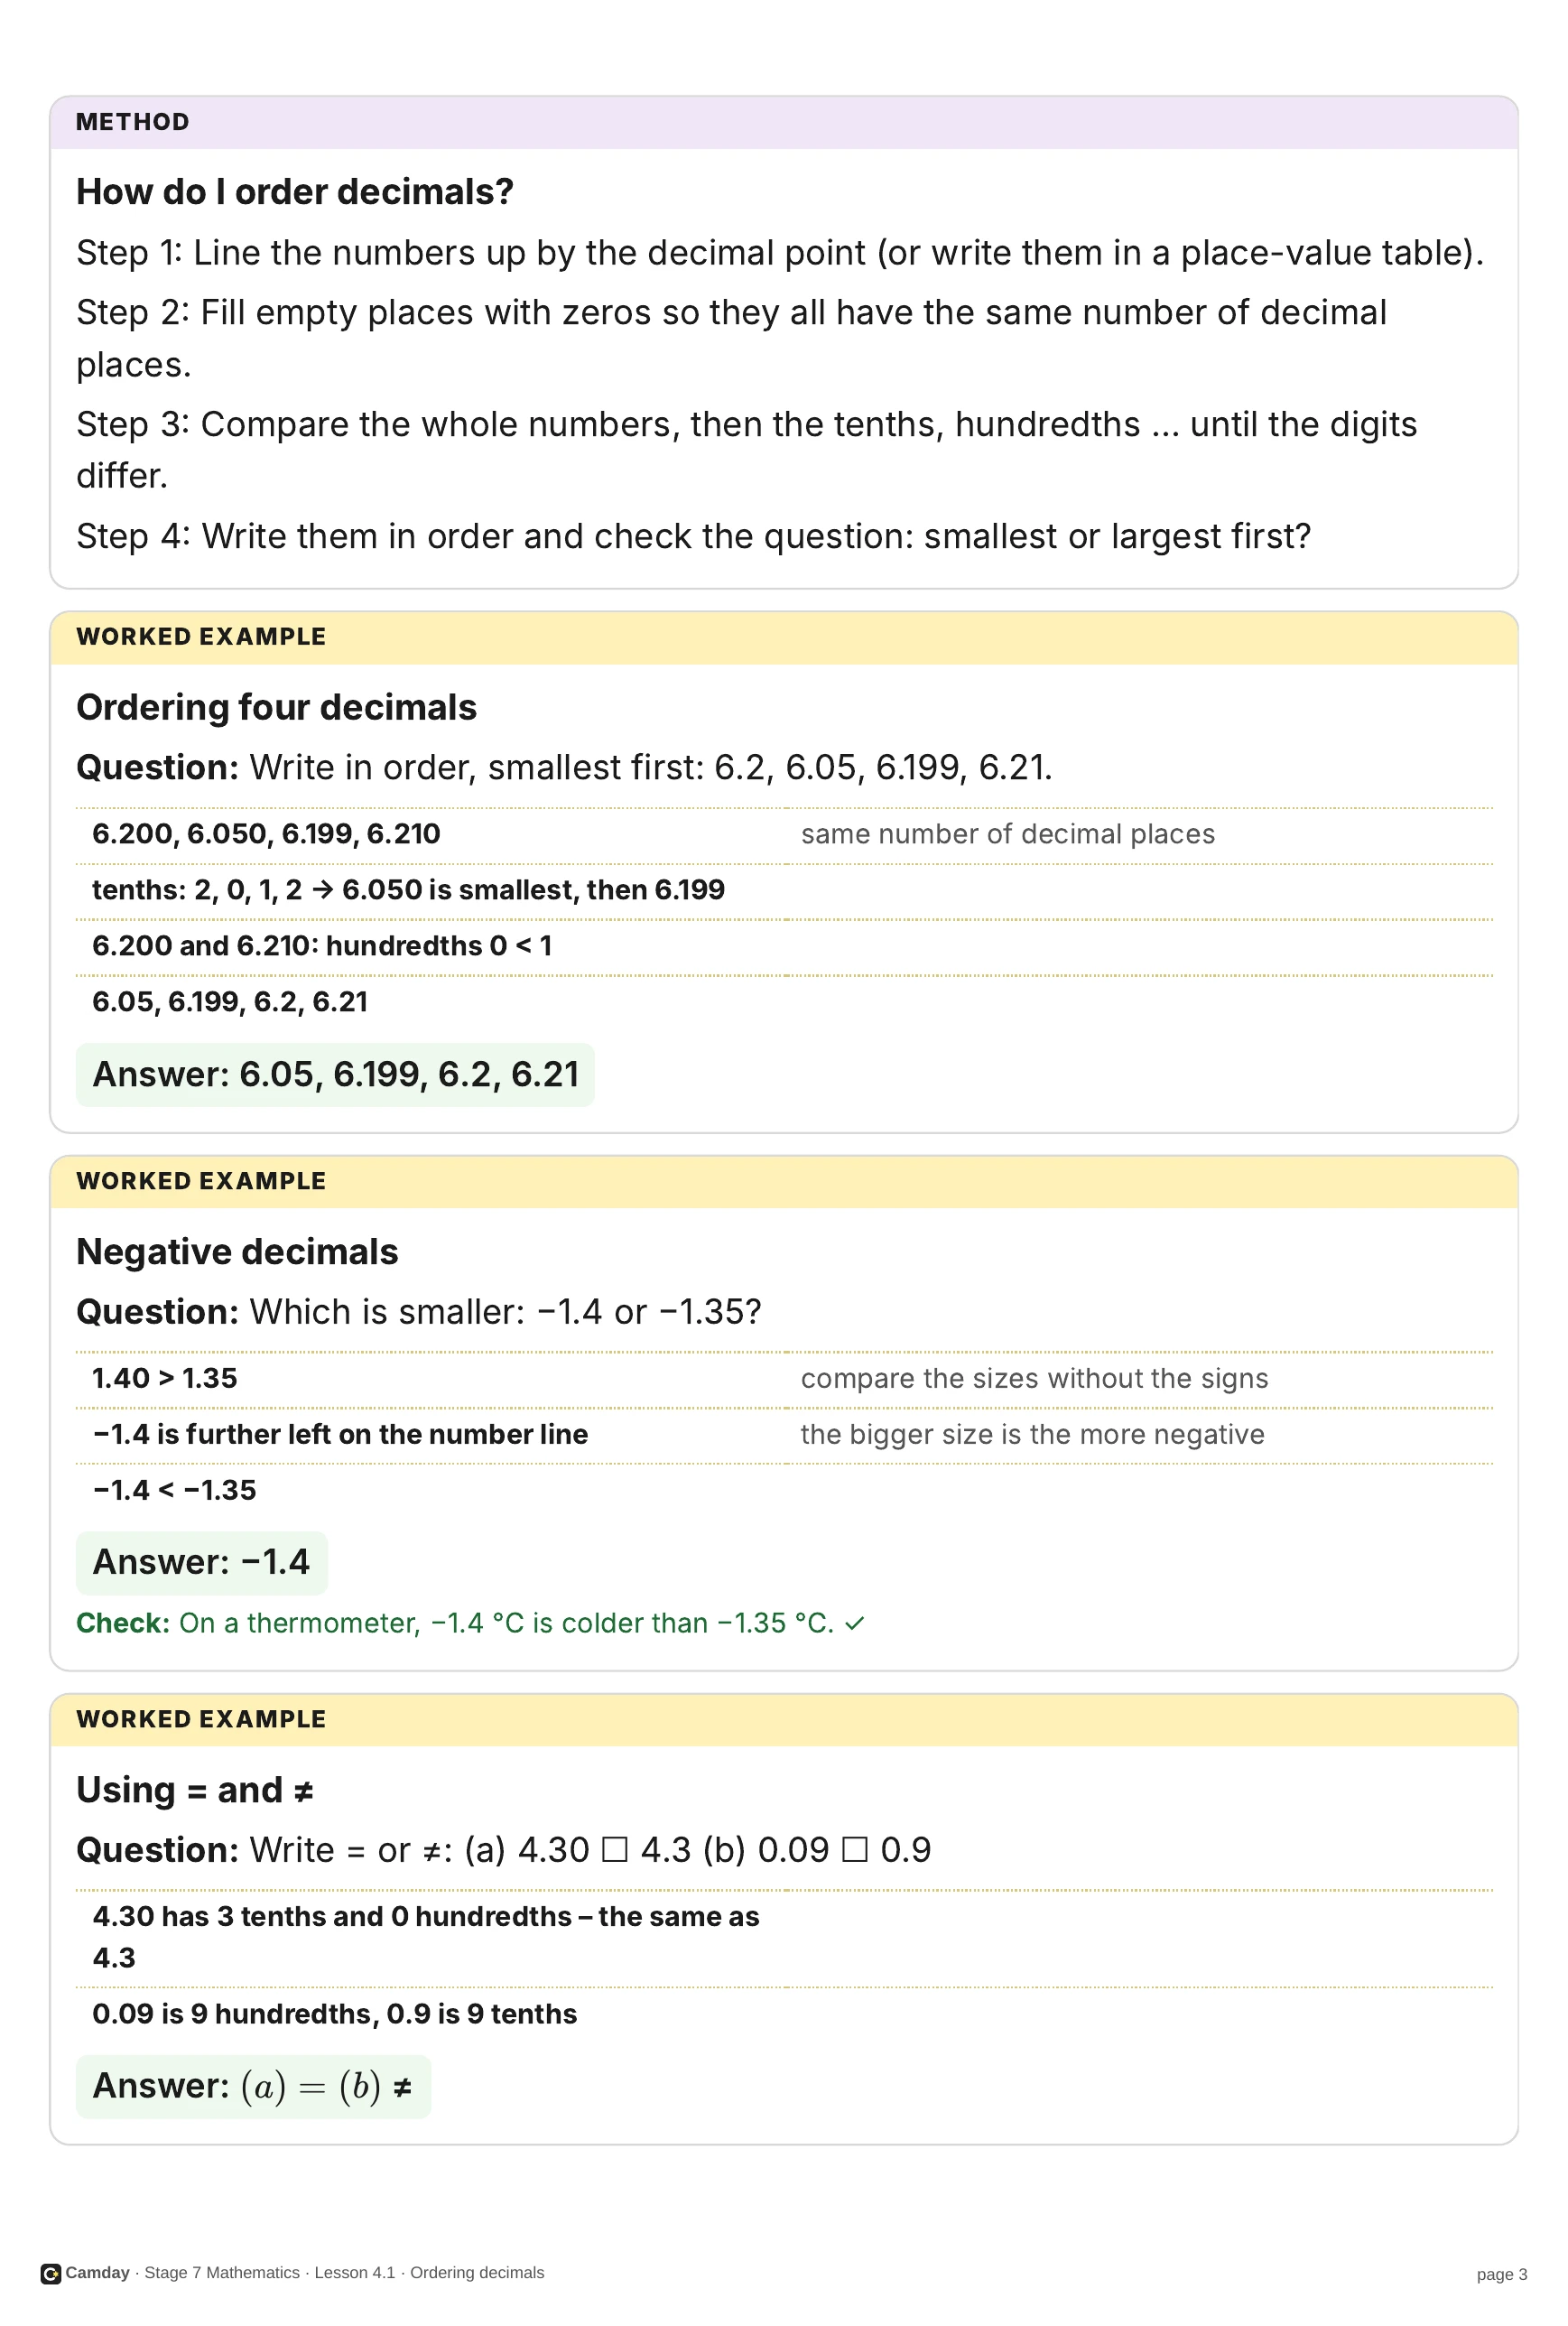 METHOD
How do I order decimals?
Step 1: Line the numbers up by the decimal point (or write them in a place-value table).
Step 2: Fill empty places with zeros so they all have the same number of decimal
places.
Step 3: Compare the whole numbers, then the tenths, hundredths … until the digits
differ.
Step 4: Write them in order and check the question: smallest or largest first?
WORKED EXAMPLE
Ordering four decimals
Question: Write in order, smallest first: 6.2, 6.05, 6.199, 6.21.
6.200, 6.050, 6.199, 6.210 same number of decimal places
tenths: 2, 0, 1, 2 → 6.050 is smallest, then 6.199
6.200 and 6.210: hundredths 0 < 1
6.05, 6.199, 6.2, 6.21
Answer: 6.05, 6.199, 6.2, 6.21
WORKED EXAMPLE
Negative decimals
Question: Which is smaller: −1.4 or −1.35?
1.40 > 1.35 compare the sizes without the signs
−1.4 is further left on the number line the bigger size is the more negative
−1.4 < −1.35
Answer: −1.4
Check: On a thermometer, −1.4 °C is colder than −1.35 °C. ✓
WORKED EXAMPLE
Using = and ≠
Question: Write = or ≠: (a) 4.30 □ 4.3 (b) 0.09 □ 0.9
4.30 has 3 tenths and 0 hundredths – the same as
4.3
0.09 is 9 hundredths, 0.9 is 9 tenths
Answer: (a) = (b) ≠
Camday · Stage 7 Mathematics · Lesson 4.1 · Ordering decimals page 3